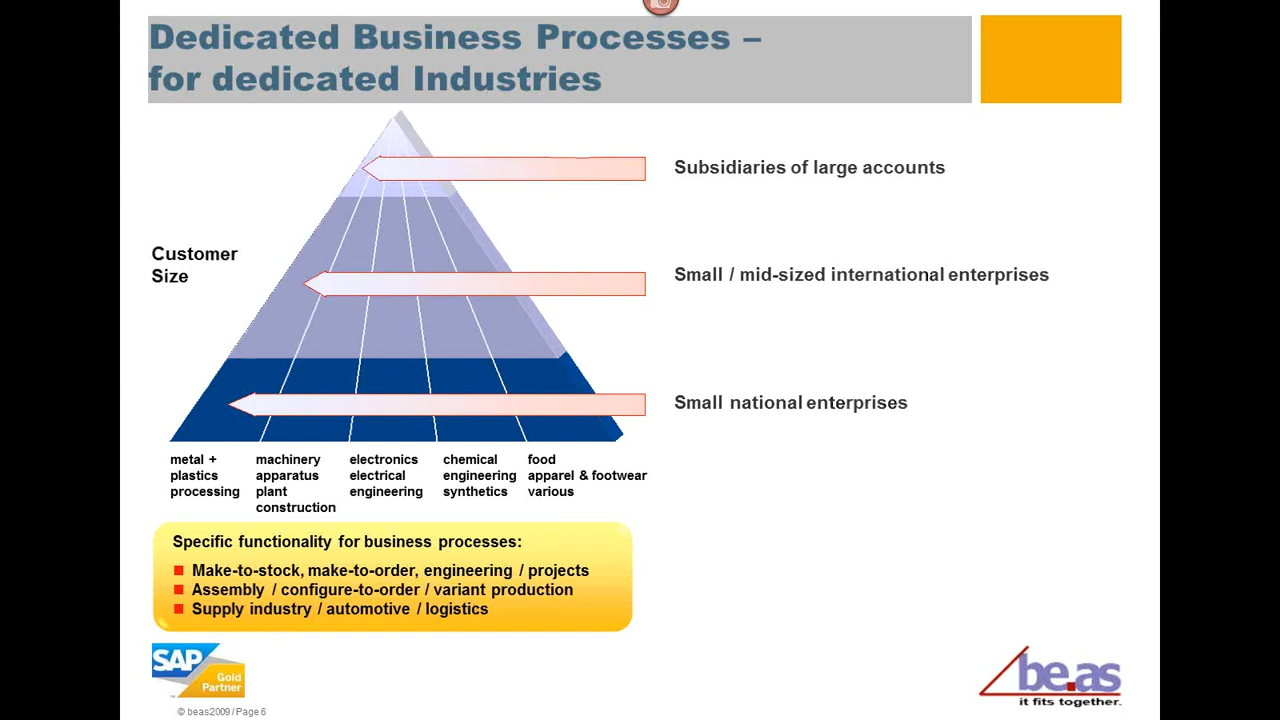 Dedicated Business Processes –
for dedicated Industries
Subsidiaries of large accounts
Customer
Size
Small / mid-sized international enterprises
Small national enterprises
metal +
plastics
processing
machinery
apparatus
plant
construction
electronics
electrical
engineering
chemical
engineering
synthetics
food
apparel & footwear
various
Specific functionality for business processes:
Make-to-stock, make-to-order, engineering / projects
Assembly / configure-to-order / variant production
Supply industry / automotive / logistics
SAP
Gold
Partner
be.as
it fits together.
© beas2009 / Page 6